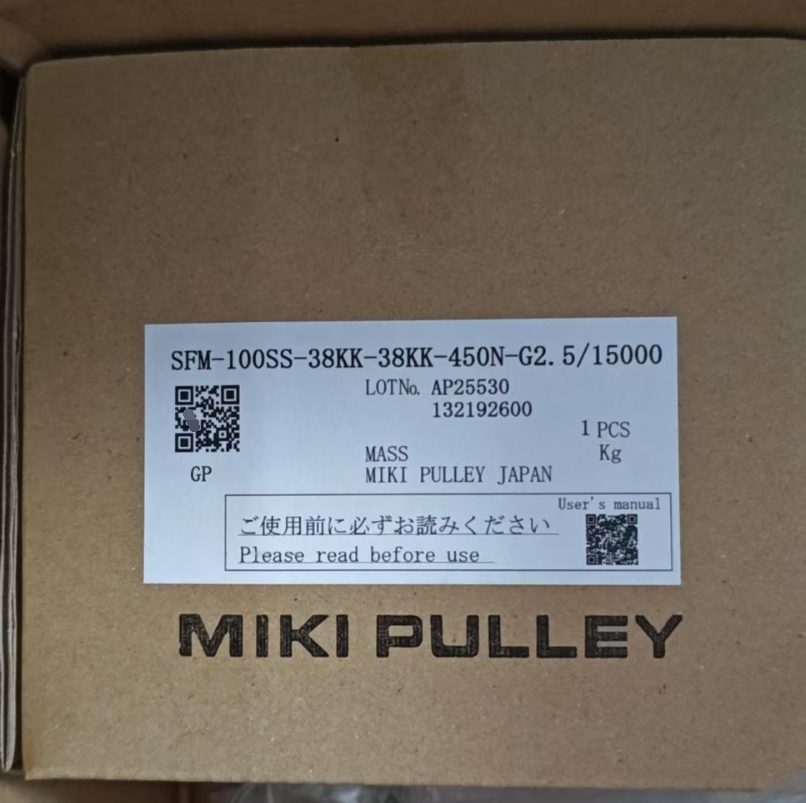 SFM-100SS-38KK-38KK-450N-G2.5/15000
LOT№. AP25530
132192600
1 PCS
MASS Kg
GP
MIKI PULLEY JAPAN
User's manual
ご使用前に必ずお読みください
Please read before use
MIKI PULLEY